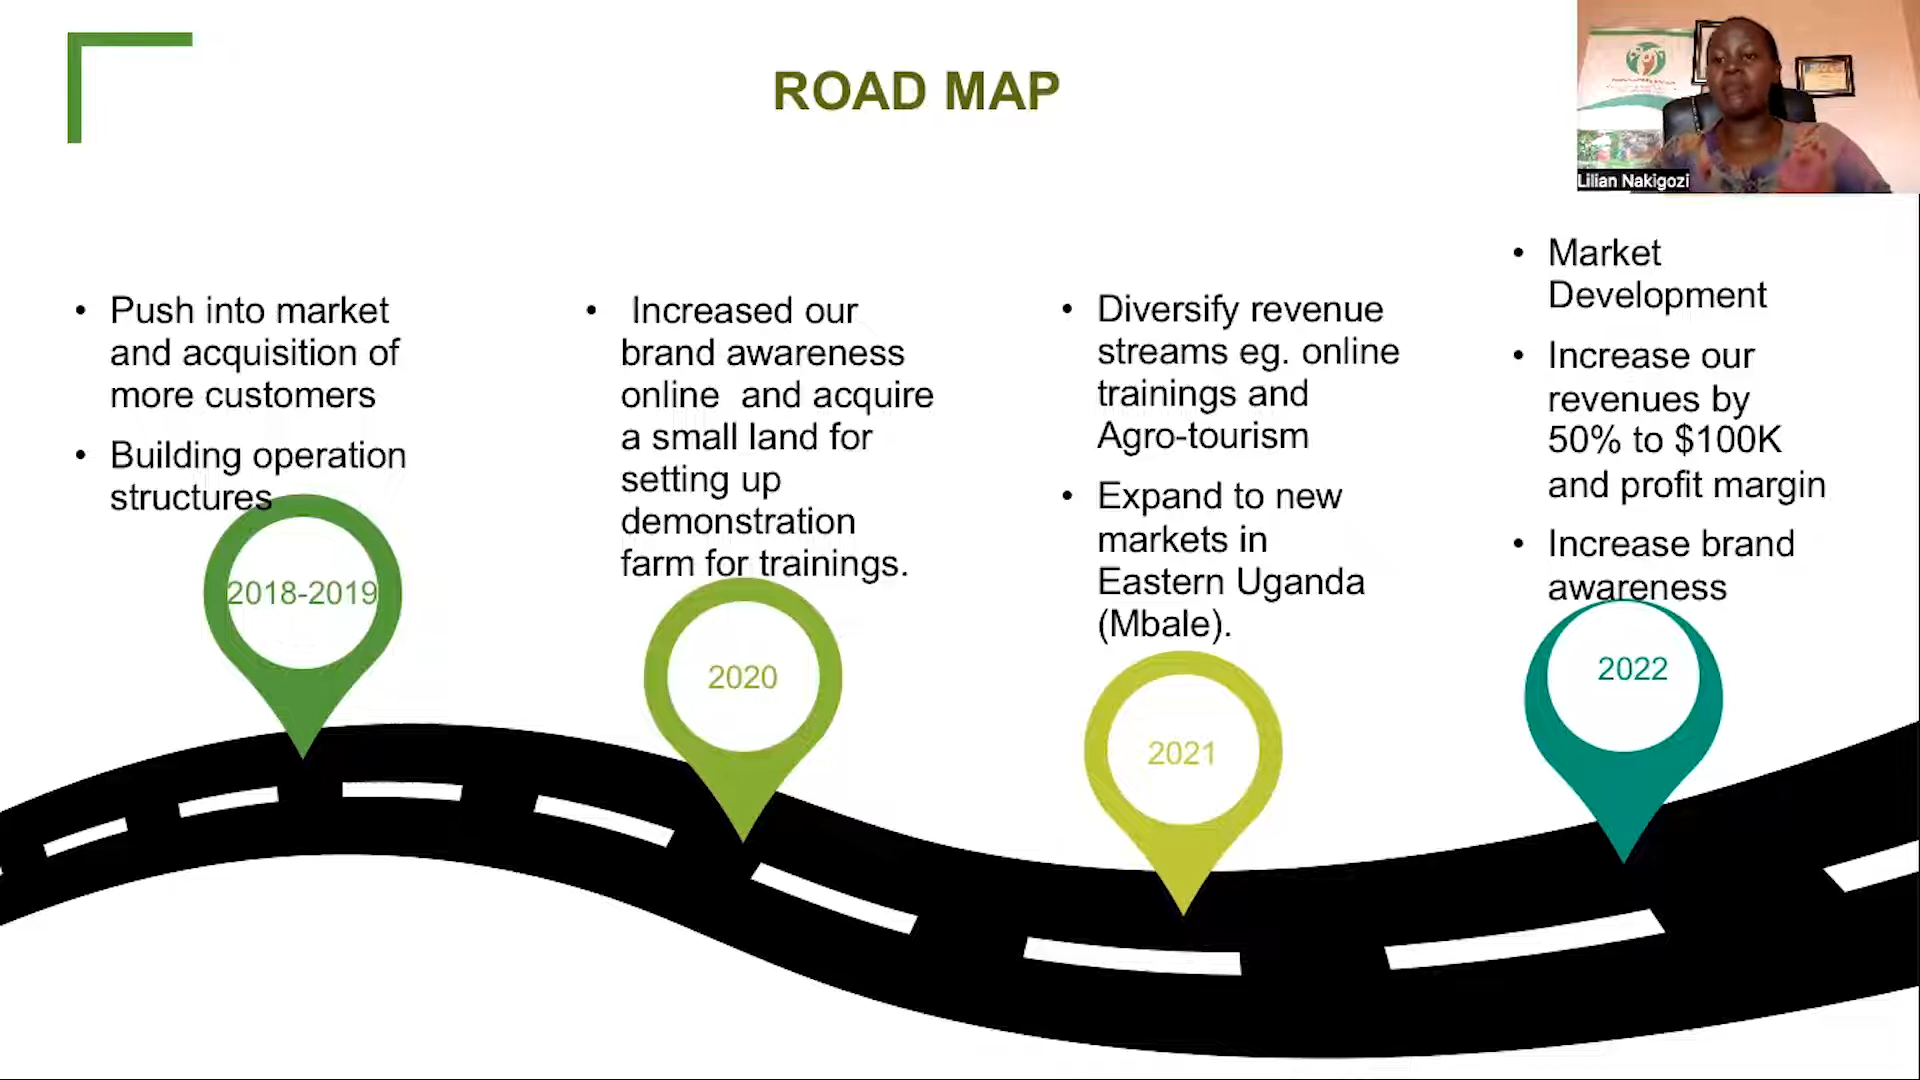 ROAD MAP
Lilian Nakigozi
• Push into market
and acquisition of
more customers
• Building operation
structures
2018-2019
• Increased our
brand awareness
online and acquire
a small land for
setting up
demonstration
farm for trainings.
2020
• Diversify revenue
streams eg. online
trainings and
Agro-tourism
• Expand to new
markets in
Eastern Uganda
(Mbale).
2021
• Market
Development
• Increase our
revenues by
50% to $100K
and profit margin
• Increase brand
awareness
2022